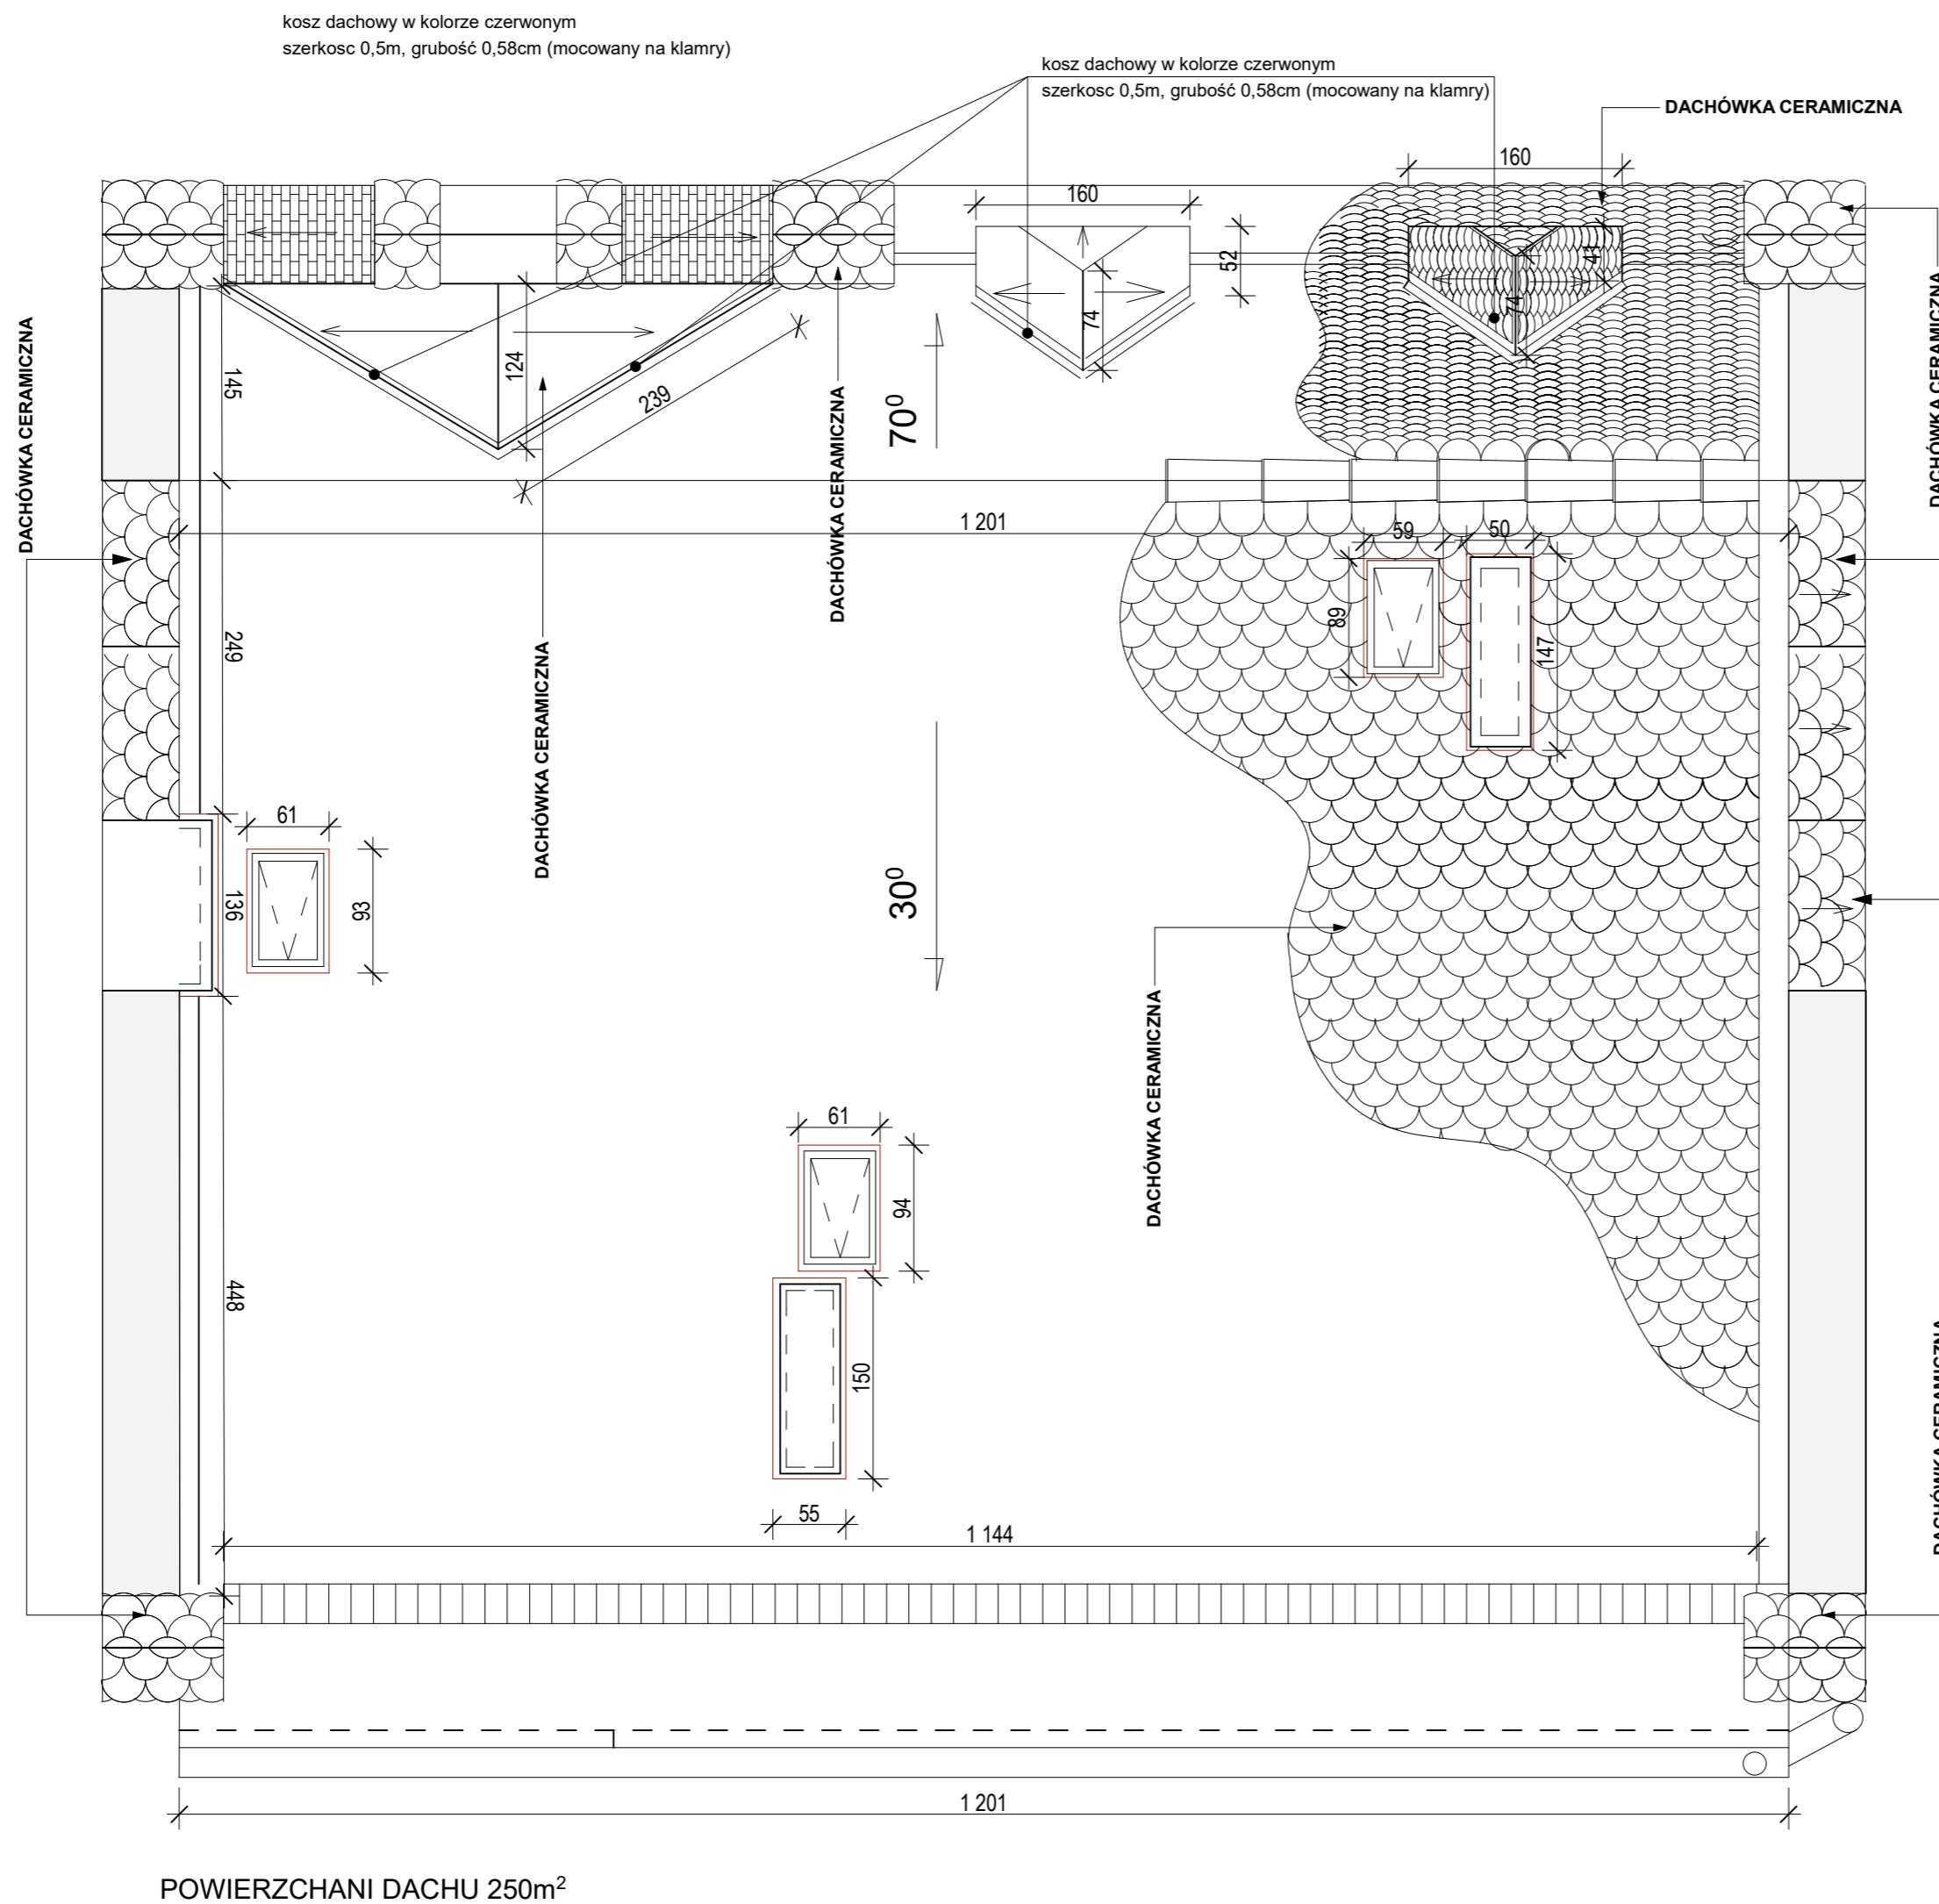 kosz dachowy w kolorze czerwonym
szerkosc 0,5m, grubość 0,58cm (mocowany na klamry)
kosz dachowy w kolorze czerwonym
szerkosc 0,5m, grubość 0,58cm (mocowany na klamry)
DACHÓWKA CERAMICZNA
160
160
52
74
41
74
124
239
145
70⁰
DACHÓWKA CERAMICZNA
DACHÓWKA CERAMICZNA
DACHÓWKA CERAMICZNA
DACHÓWKA CERAMICZNA
1 201
59
50
89
147
249
61
93
136
30⁰
DACHÓWKA CERAMICZNA
61
94
150
55
448
DACHÓWKA CERAMICZNA
1 144
1 201
POWIERZCHANI DACHU 250m²